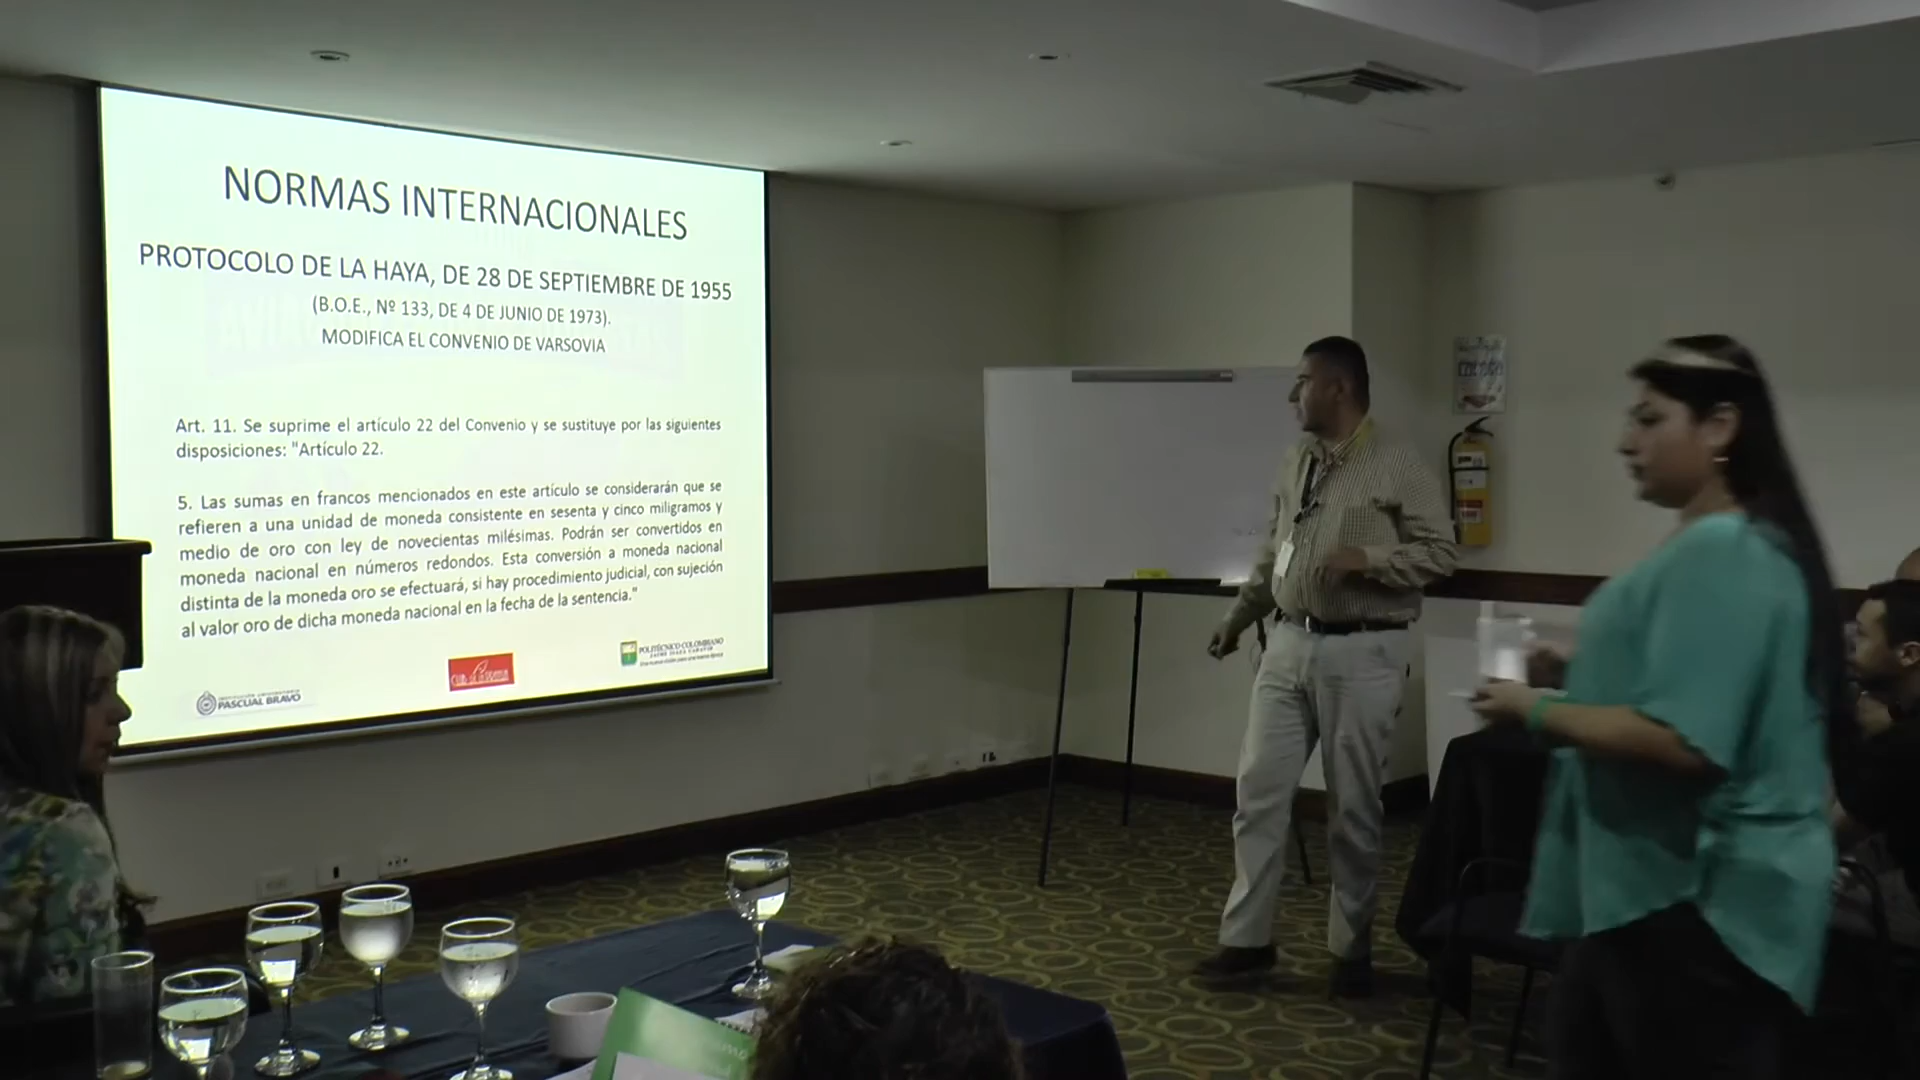 NORMAS INTERNACIONALES
PROTOCOLO DE LA HAYA, DE 28 DE SEPTIEMBRE DE 1955
(B.O.E., Nº 133, DE 4 DE JUNIO DE 1973).
MODIFICA EL CONVENIO DE VARSOVIA
Art. 11. Se suprime el artículo 22 del Convenio y se sustituye por las siguientes
disposiciones: "Artículo 22.
5. Las sumas en francos mencionados en este artículo se considerarán que se
refieren a una unidad de moneda consistente en sesenta y cinco miligramos y
medio de oro con ley de novecientas milésimas. Podrán ser convertidos en
moneda nacional en números redondos. Esta conversión a moneda nacional
distinta de la moneda oro se efectuará, si hay procedimiento judicial, con sujeción
al valor oro de dicha moneda nacional en la fecha de la sentencia."
POLITÉCNICO COLOMBIANO
PASCUAL BRAVO